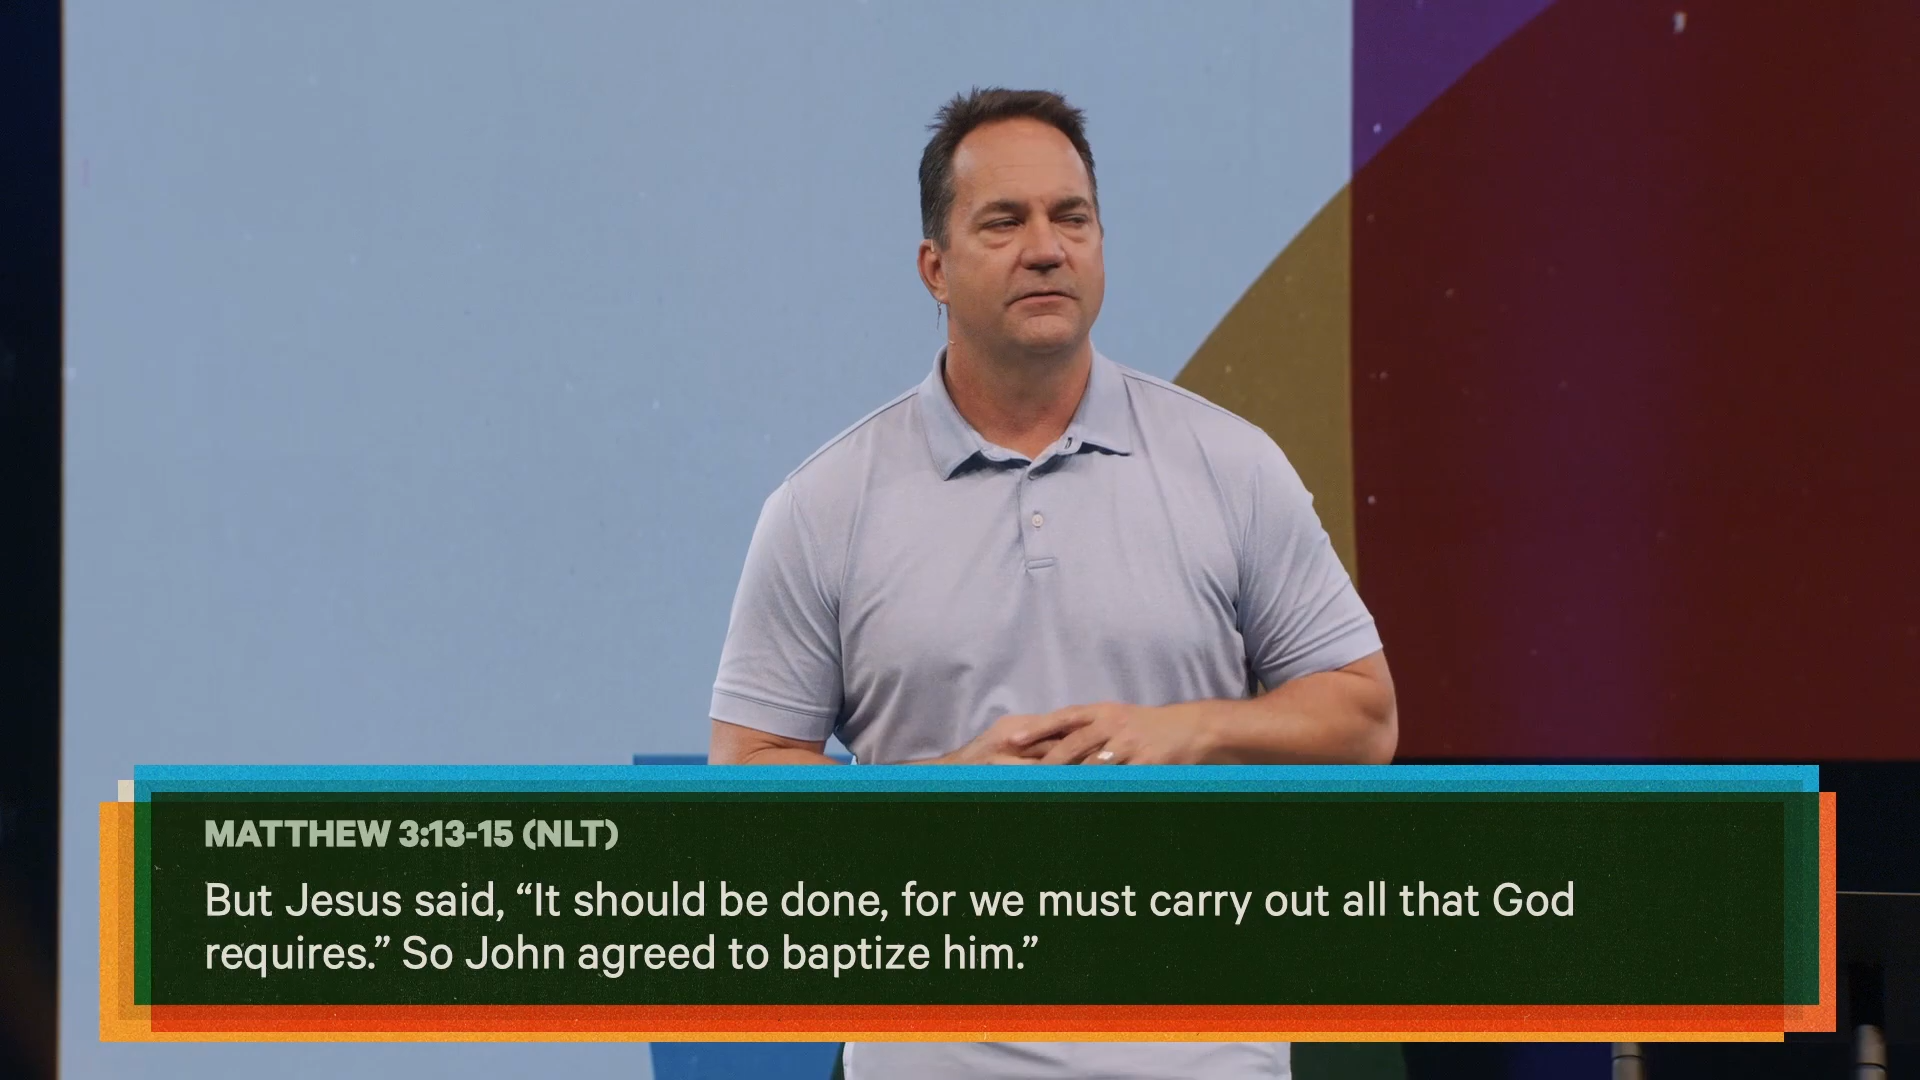 MATTHEW 3:13-15 (NLT)
But Jesus said, “It should be done, for we must carry out all that God
requires.” So John agreed to baptize him.”